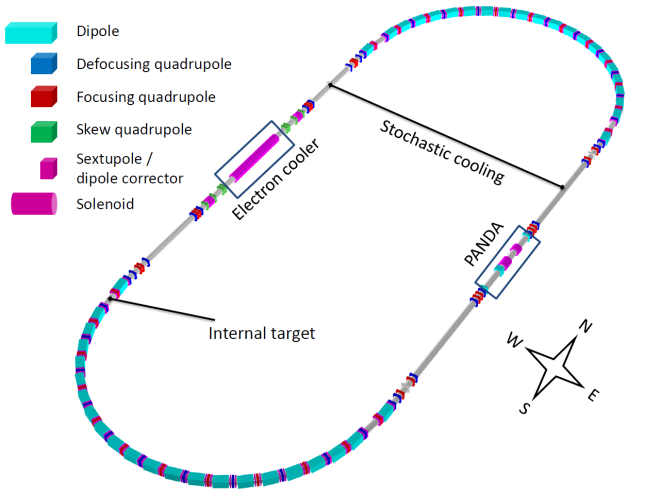 Dipole
Defocusing quadrupole
Focusing quadrupole
Skew quadrupole
Sextupole /
dipole corrector
Solenoid
Electron cooler
Stochastic cooling
PANDA
Internal target
N
W
E
S